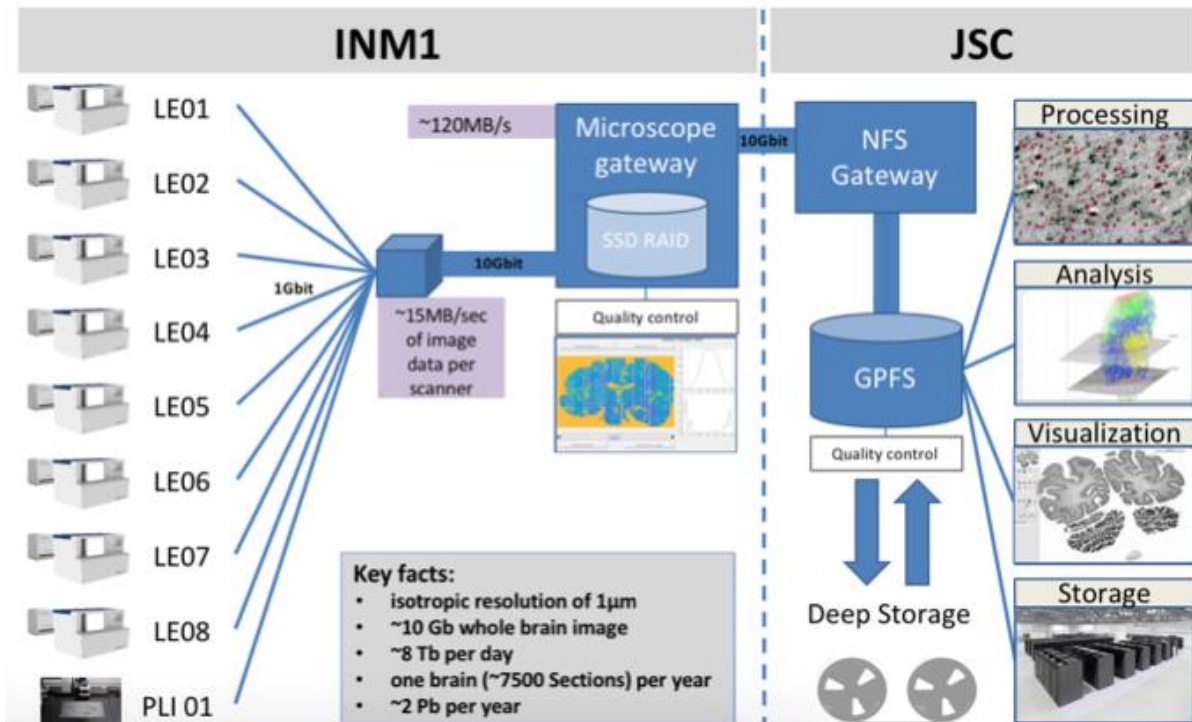 INM1
JSC
LE01
LE02
LE03
LE04
LE05
LE06
LE07
LE08
PLI 01
1Gbit
~15MB/sec
of image
data per
scanner
10Gbit
~120MB/s
Microscope
gateway
SSD RAID
Quality control
Key facts:
• isotropic resolution of 1µm
• ~10 Gb whole brain image
• ~8 Tb per day
• one brain (~7500 Sections) per year
• ~2 Pb per year
10Gbit
NFS
Gateway
GPFS
Quality control
Deep Storage
Processing
Analysis
Visualization
Storage